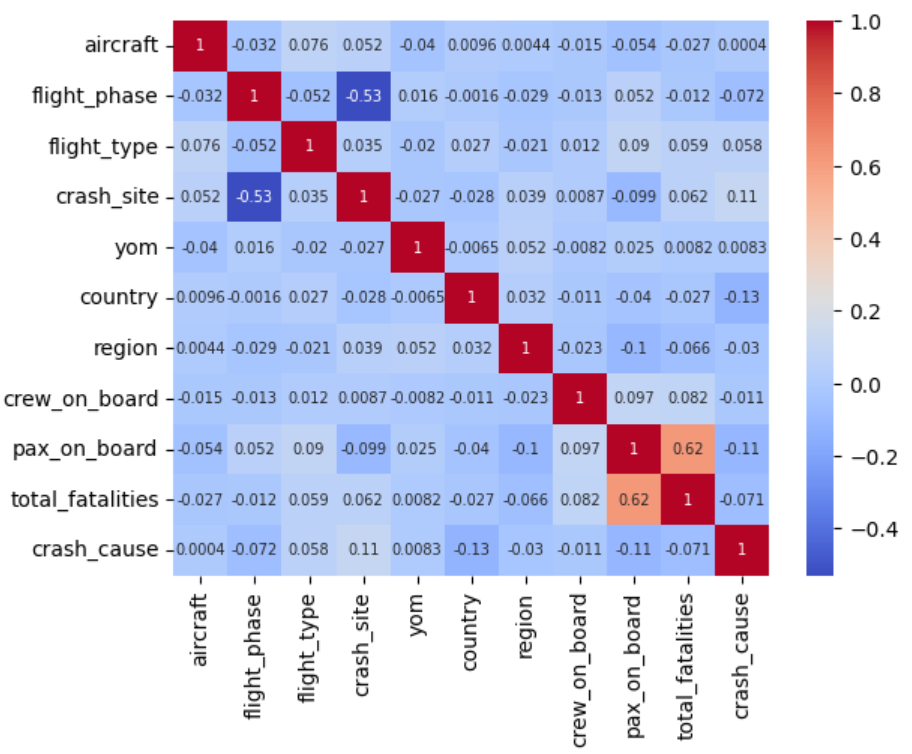 aircraft 1 -0.032 0.076 0.052 -0.04 0.0096 0.0044 -0.015 -0.054 -0.027 0.0004
flight_phase -0.032 1 -0.052 -0.53 0.016 -0.0016 -0.029 -0.013 0.052 -0.012 -0.072
flight_type 0.076 -0.052 1 0.035 -0.02 0.027 -0.021 0.012 0.09 0.059 0.058
crash_site 0.052 -0.53 0.035 1 -0.027 -0.028 0.039 0.0087 -0.099 0.062 0.11
yom -0.04 0.016 -0.02 -0.027 1 -0.0065 0.052 -0.0082 0.025 0.0082 0.0083
country 0.0096 -0.0016 0.027 -0.028 -0.0065 1 0.032 -0.011 -0.04 -0.027 -0.13
region 0.0044 -0.029 -0.021 0.039 0.052 0.032 1 -0.023 -0.1 -0.066 -0.03
crew_on_board -0.015 -0.013 0.012 0.0087 -0.0082 -0.011 -0.023 1 0.097 0.082 -0.011
pax_on_board -0.054 0.052 0.09 -0.099 0.025 -0.04 -0.1 0.097 1 0.62 -0.11
total_fatalities -0.027 -0.012 0.059 0.062 0.0082 -0.027 -0.066 0.082 0.62 1 -0.071
crash_cause 0.0004 -0.072 0.058 0.11 0.0083 -0.13 -0.03 -0.011 -0.11 -0.071 1
aircraft
flight_phase
flight_type
crash_site
yom
country
region
crew_on_board
pax_on_board
total_fatalities
crash_cause
1.0
0.8
0.6
0.4
0.2
0.0
−0.2
−0.4